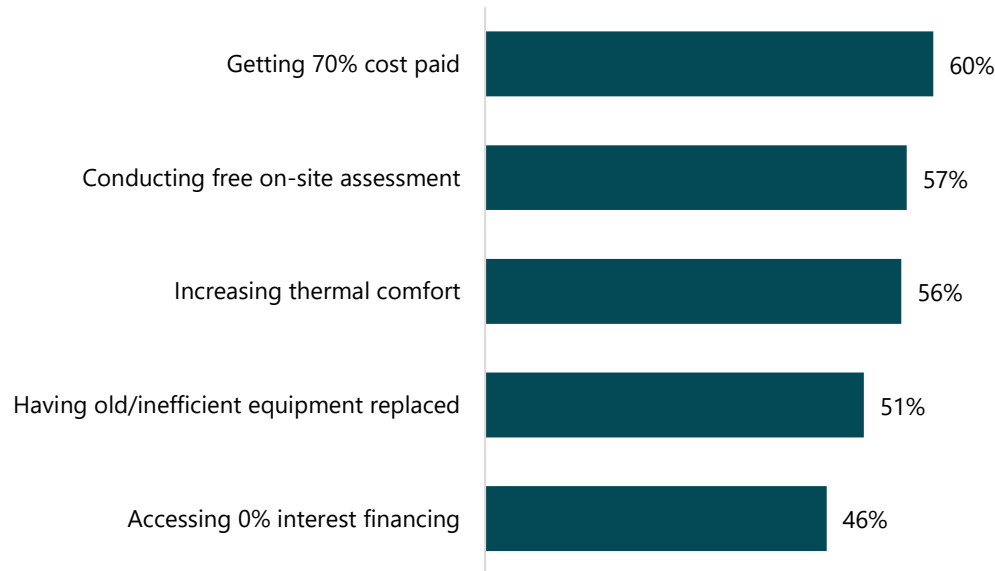 Getting 70% cost paid 60%
Conducting free on-site assessment 57%
Increasing thermal comfort 56%
Having old/inefficient equipment replaced 51%
Accessing 0% interest financing 46%